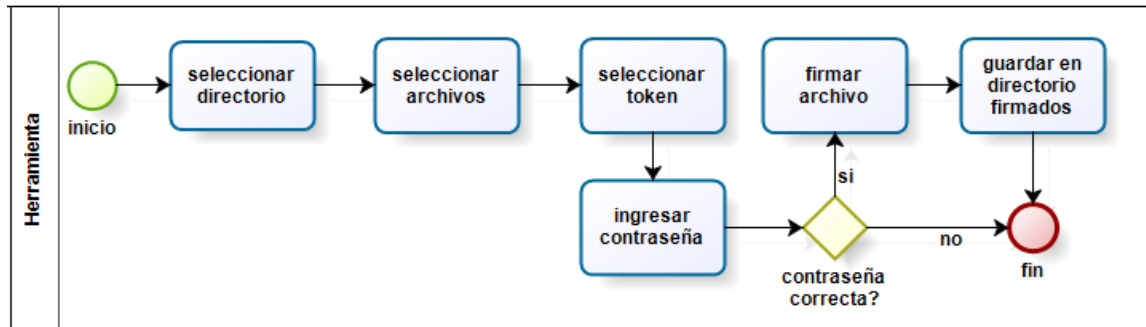 Herramienta
inicio
seleccionar
directorio
seleccionar
archivos
seleccionar
token
ingresar
contraseña
contraseña
correcta?
si
no
firmar
archivo
guardar en
directorio
firmados
fin